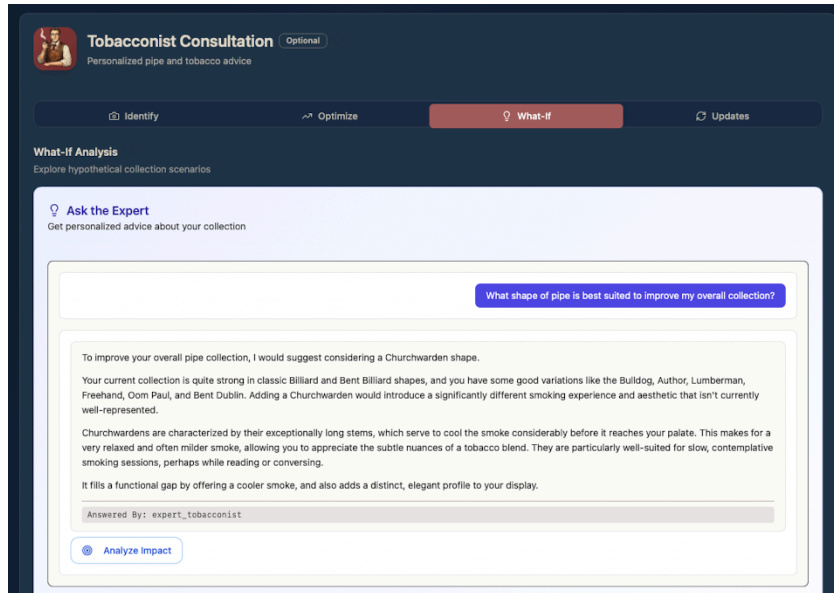 Tobacconist Consultation Optional
Personalized pipe and tobacco advice
Identify Optimize What-If Updates
What-If Analysis
Explore hypothetical collection scenarios
Ask the Expert
Get personalized advice about your collection
What shape of pipe is best suited to improve my overall collection?
To improve your overall pipe collection, I would suggest considering a Churchwarden shape.
Your current collection is quite strong in classic Billiard and Bent Billiard shapes, and you have some good variations like the Bulldog, Author, Lumberman,
Freehand, Oom Paul, and Bent Dublin. Adding a Churchwarden would introduce a significantly different smoking experience and aesthetic that isn't currently
well-represented.
Churchwardens are characterized by their exceptionally long stems, which serve to cool the smoke considerably before it reaches your palate. This makes for a
very relaxed and often milder smoke, allowing you to appreciate the subtle nuances of a tobacco blend. They are particularly well-suited for slow, contemplative
smoking sessions, perhaps while reading or conversing.
It fills a functional gap by offering a cooler smoke, and also adds a distinct, elegant profile to your display.
Answered By: expert_tobacconist
Analyze Impact